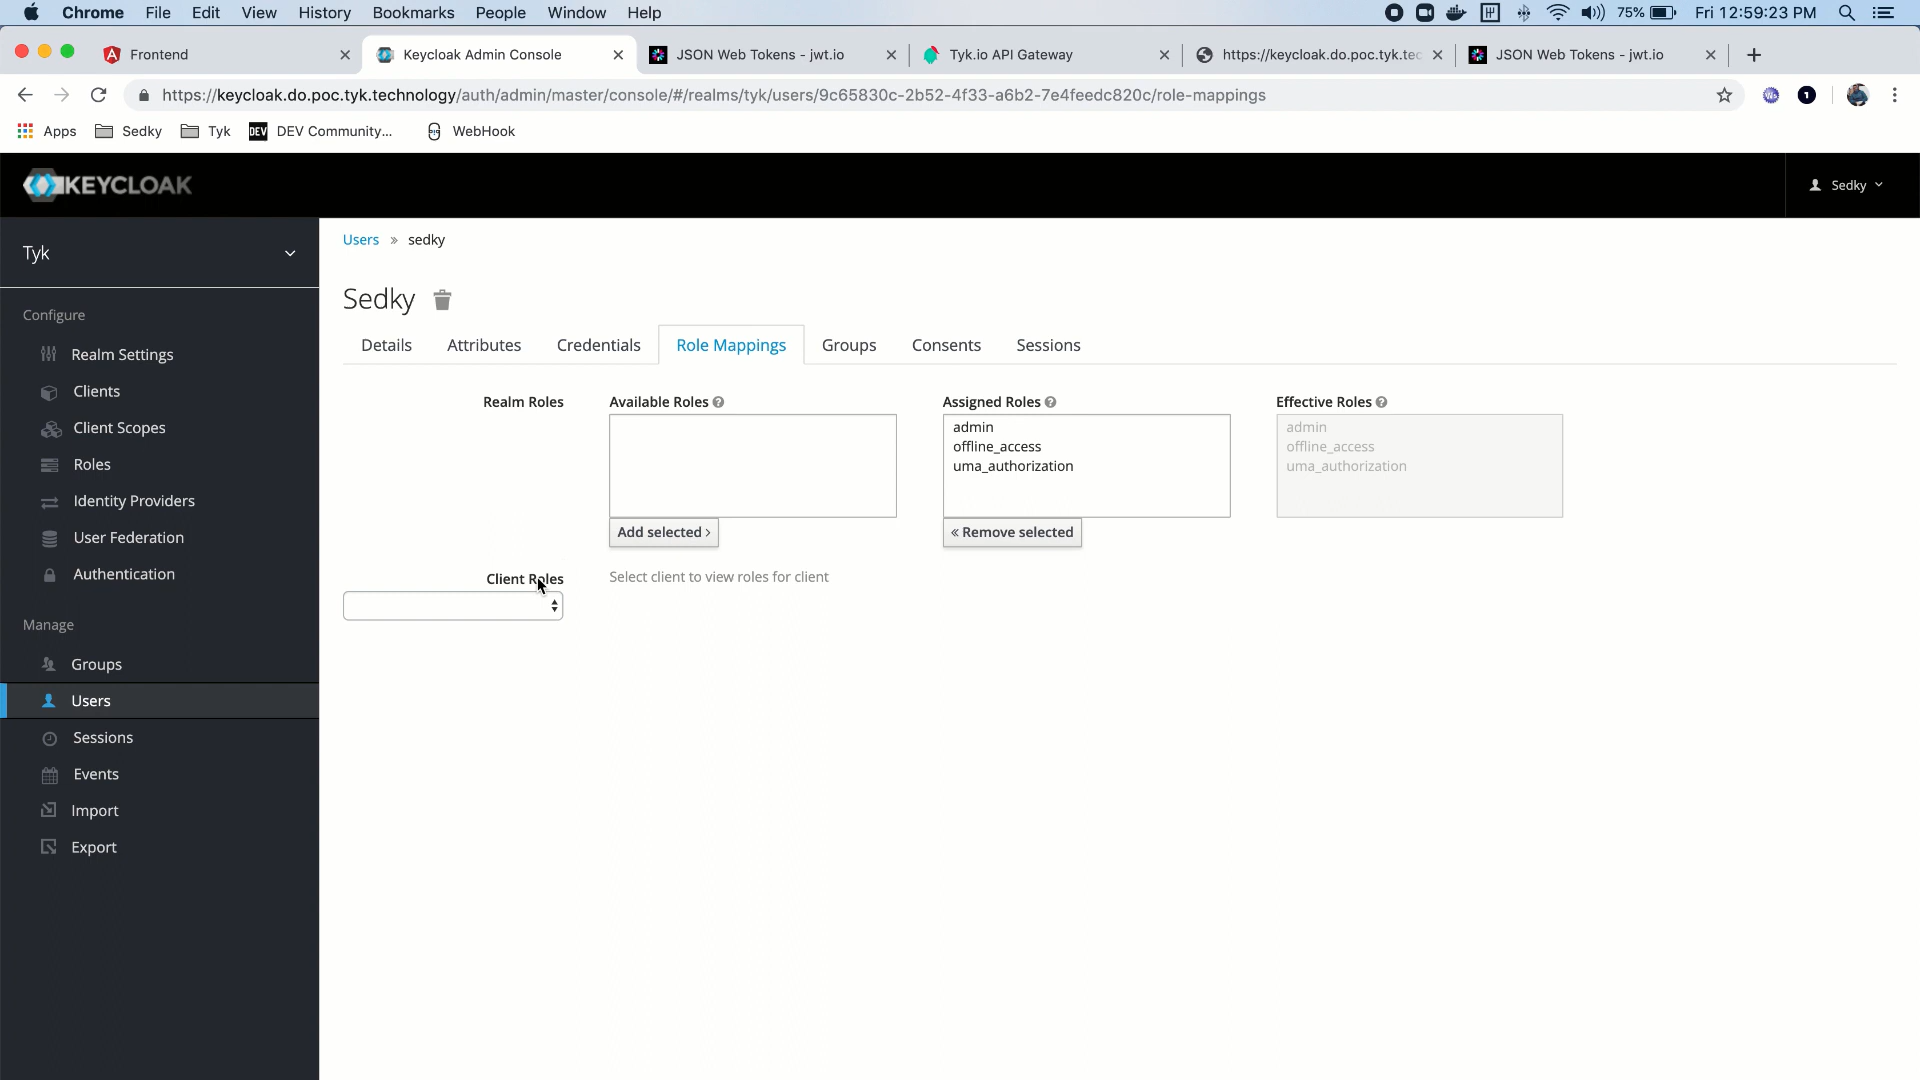 Chrome File Edit View History Bookmarks People Window Help 75% Fri 12:59:23 PM
Frontend Keycloak Admin Console JSON Web Tokens - jwt.io Tyk.io API Gateway https://keycloak.do.poc.tyk.tec JSON Web Tokens - jwt.io
https://keycloak.do.poc.tyk.technology/auth/admin/master/console/#/realms/tyk/users/9c65830c-2b52-4f33-a6b2-7e4feedc820c/role-mappings 1
Apps Sedky Tyk DEV DEV Community... WebHook
KEYCLOAK Sedky
Tyk
Configure
Realm Settings
Clients
Client Scopes
Roles
Identity Providers
User Federation
Authentication
Manage
Groups
Users
Sessions
Events
Import
Export
Users » sedky
Sedky
Details Attributes Credentials Role Mappings Groups Consents Sessions
Realm Roles
Available Roles
Add selected ›
Assigned Roles
admin
offline_access
uma_authorization
« Remove selected
Effective Roles
admin
offline_access
uma_authorization
Client Roles
Select client to view roles for client